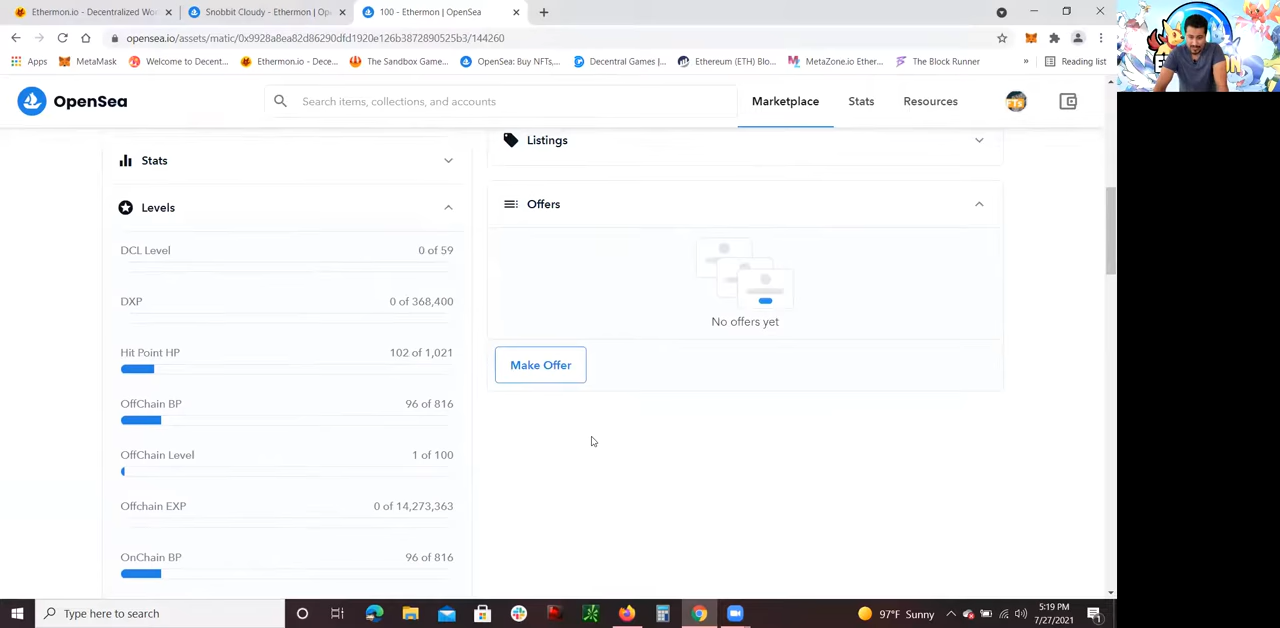 Ethermon.io - Decentralized Wo
Snobbit Cloudy - Ethermon | Op
100 - Ethermon | OpenSea
opensea.io/assets/matic/0x9928a8ea82d86290dfd1920e126b3872890525b3/144260
Apps
MetaMask
Welcome to Decent...
Ethermon.io - Dece...
The Sandbox Game...
OpenSea: Buy NFTs,...
Decentral Games |...
Ethereum (ETH) Blo...
MetaZone.io Ether...
The Block Runner
»
Reading list
OpenSea
Search items, collections, and accounts
Marketplace
Stats
Resources
Stats
Levels
DCL Level 0 of 59
DXP 0 of 368,400
Hit Point HP 102 of 1,021
OffChain BP 96 of 816
OffChain Level 1 of 100
Offchain EXP 0 of 14,273,363
OnChain BP 96 of 816
Listings
Offers
No offers yet
Make Offer
Type here to search
97°F Sunny
5:19 PM
7/27/2021
1